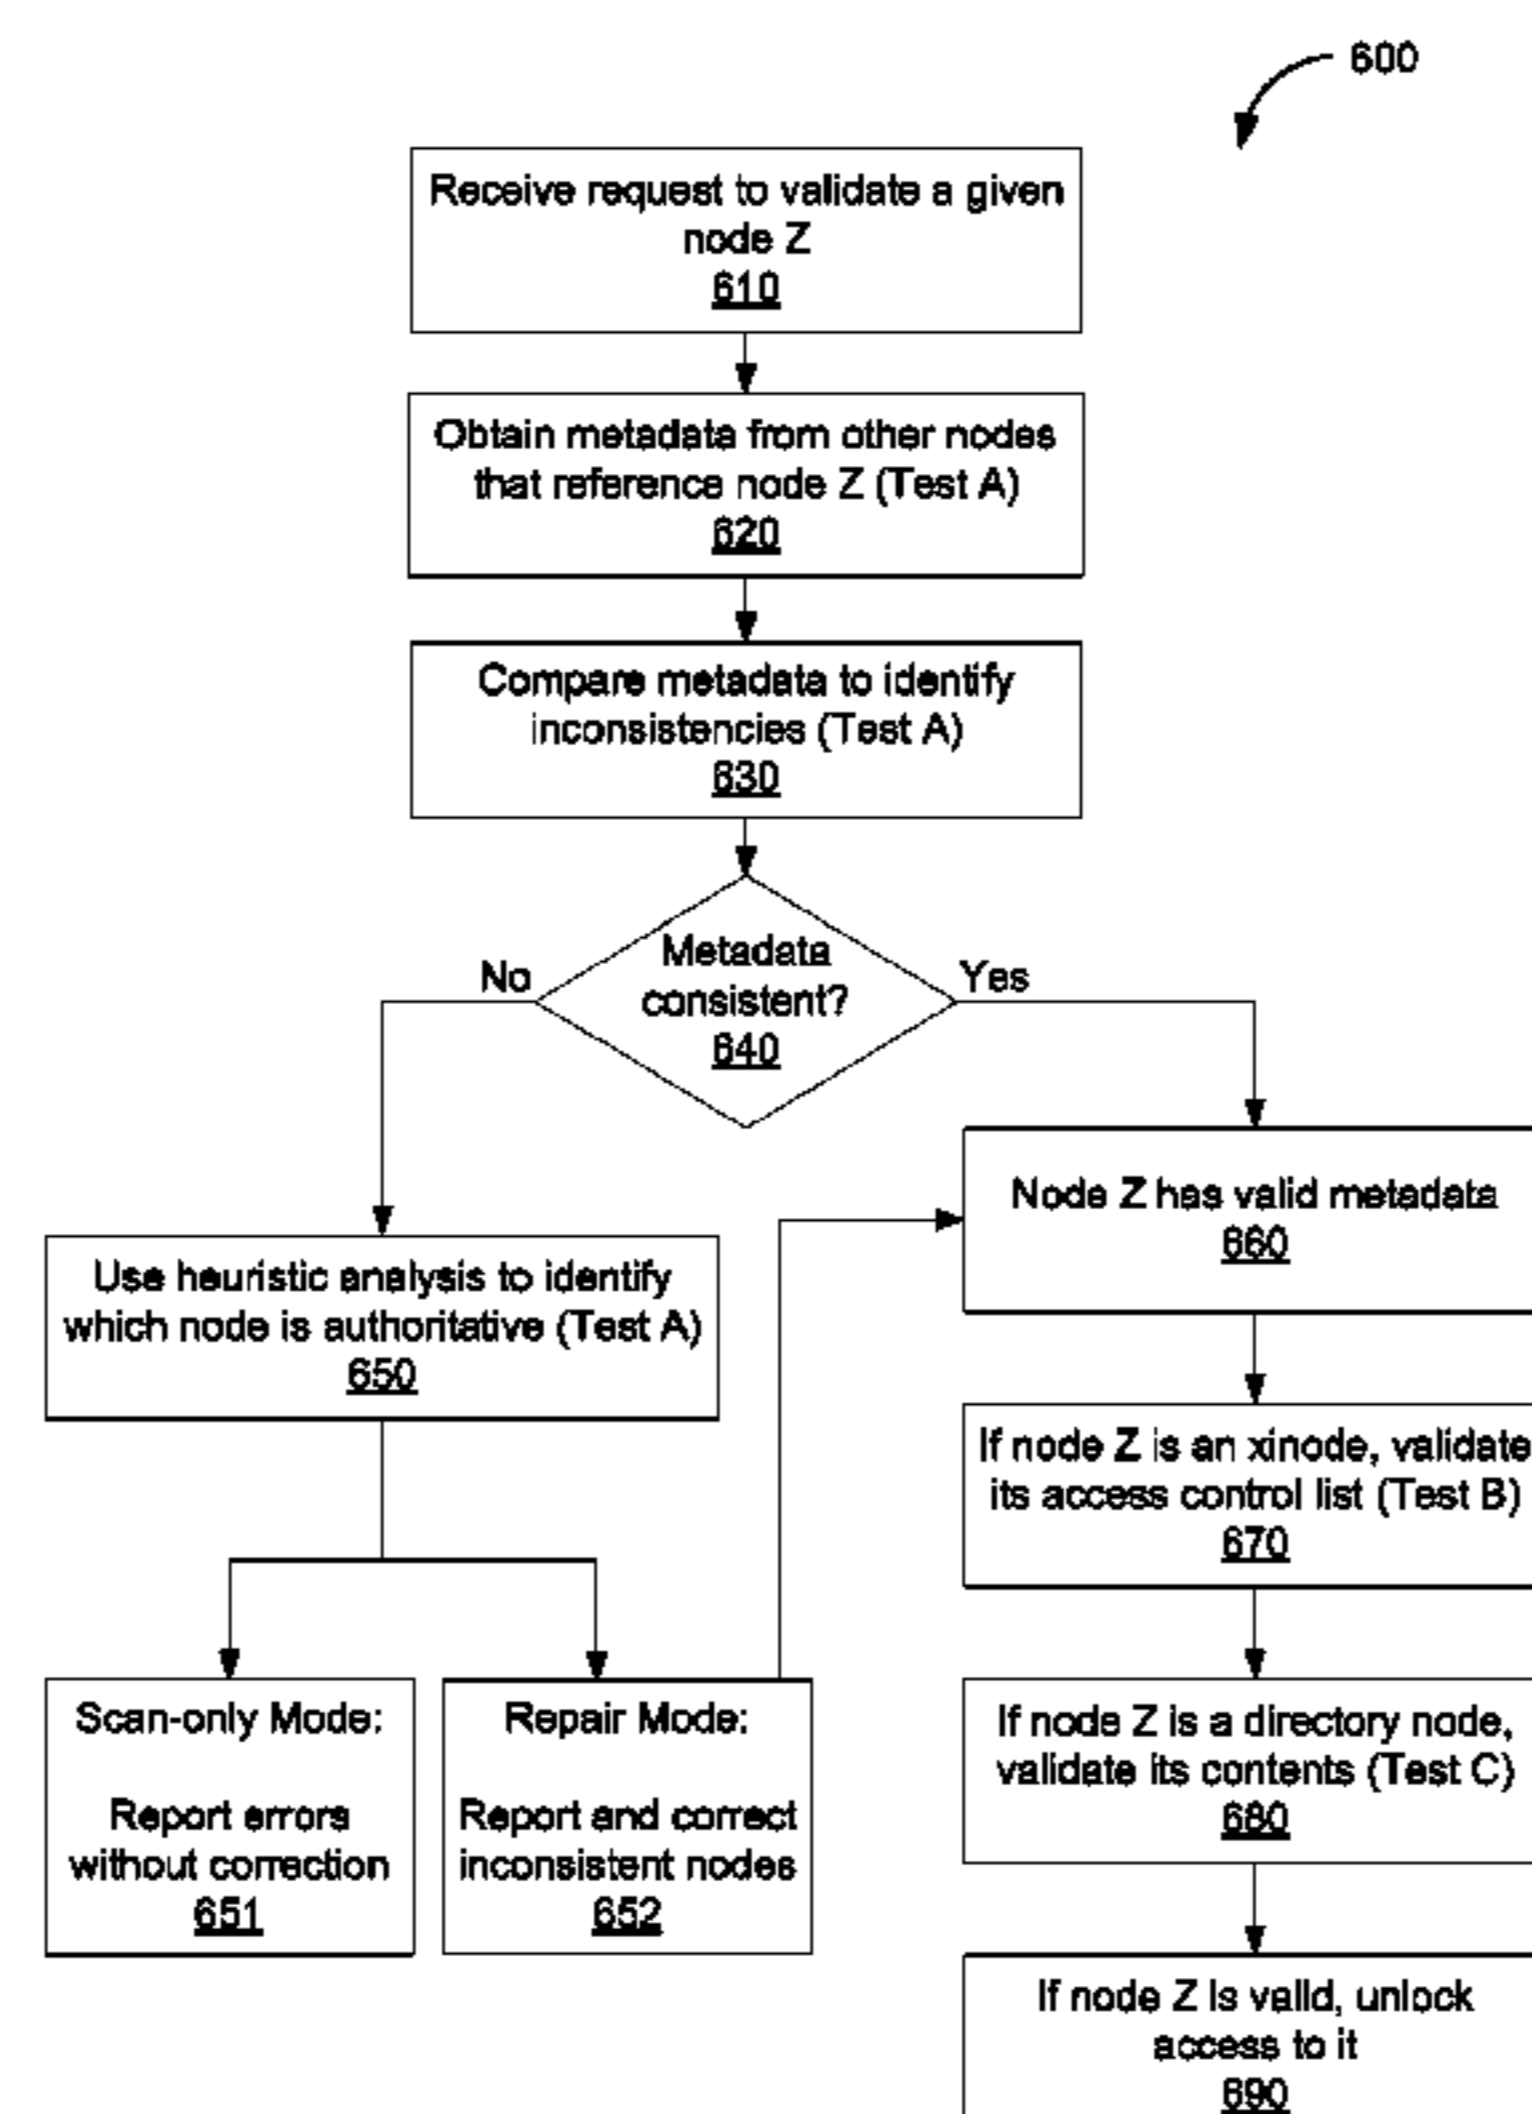 600
Receive request to validate a given
node Z
610
Obtain metadata from other nodes
that reference node Z (Test A)
620
Compare metadata to identify
inconsistencies (Test A)
630
Metadata
consistent?
640
No
Yes
Node Z has valid metadata
660
Use heuristic analysis to identify
which node is authoritative (Test A)
650
If node Z is an xinode, validate
its access control list (Test B)
670
Scan-only Mode:
Report errors
without correction
651
Repair Mode:
Report and correct
inconsistent nodes
652
If node Z is a directory node,
validate its contents (Test C)
680
If node Z is valid, unlock
access to it
690